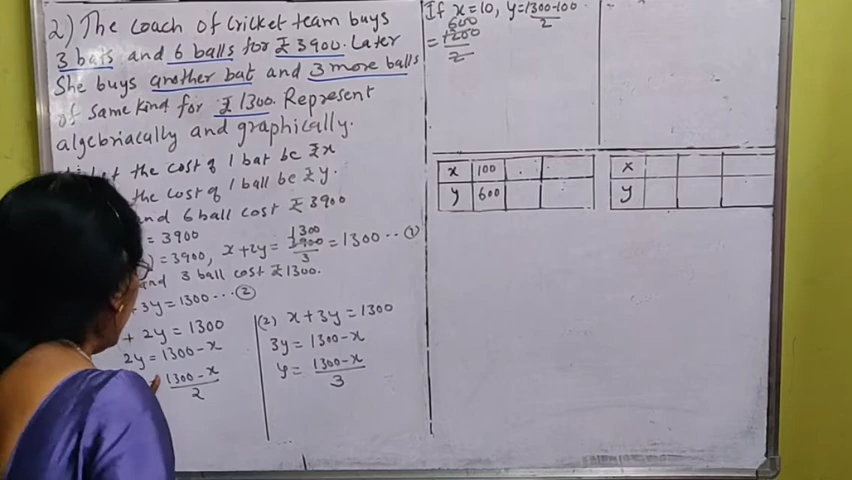 2) The coach of Cricket team buys
3 bats and 6 balls for ₹ 3900. Later
She buys another bat and 3 more balls
of same kind for ₹ 1300. Represent
algebriacally and graphically.
let the cost of 1 bat be ₹x
the cost of 1 ball be ₹y.
and 6 ball cost ₹3900
= 3900
) = 3900, x+2y = 3900/3 1300 = 1300 ... ①
and 3 ball cost ₹1300.
+3y = 1300 ... ②
+ 2y = 1300
2y = 1300 - x
1300 - x / 2
(2) x + 3y = 1300
3y = 1300 - x
y = 1300 - x / 3
If x = 10, y = 1300-100 / 2
= 1200 / 2 600
x 100
y 600
x
y